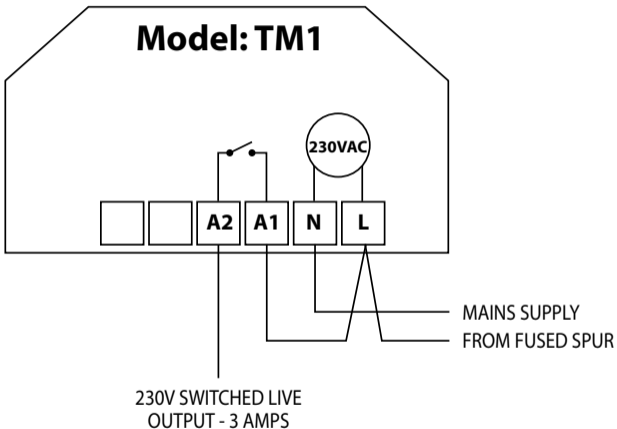 Model: TM1
230VAC
A2 A1 N L
MAINS SUPPLY
FROM FUSED SPUR
230V SWITCHED LIVE
OUTPUT - 3 AMPS